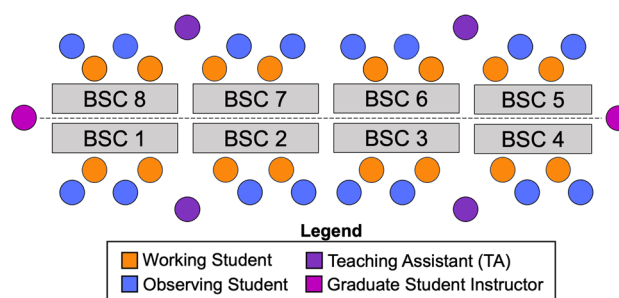 BSC 8 BSC 7 BSC 6 BSC 5
BSC 1 BSC 2 BSC 3 BSC 4
Legend
Working Student Teaching Assistant (TA)
Observing Student Graduate Student Instructor